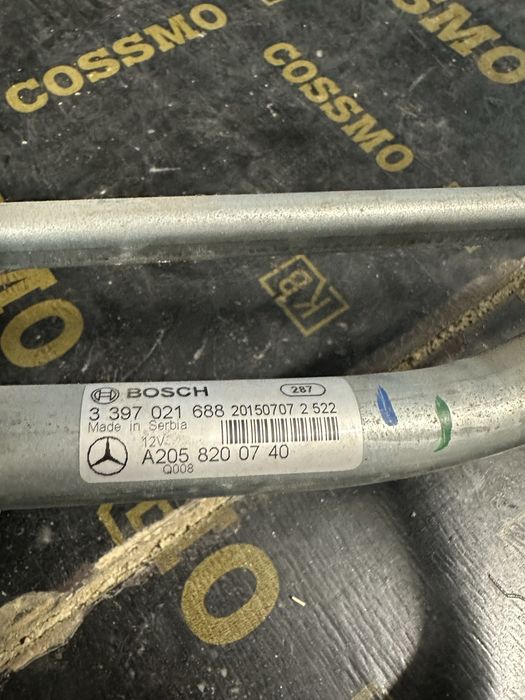 COSSMO
COSSMO
K8
BOSCH 287
3 397 021 688 20150707 2 522
Made in Serbia
12V
A205 820 07 40
Q008